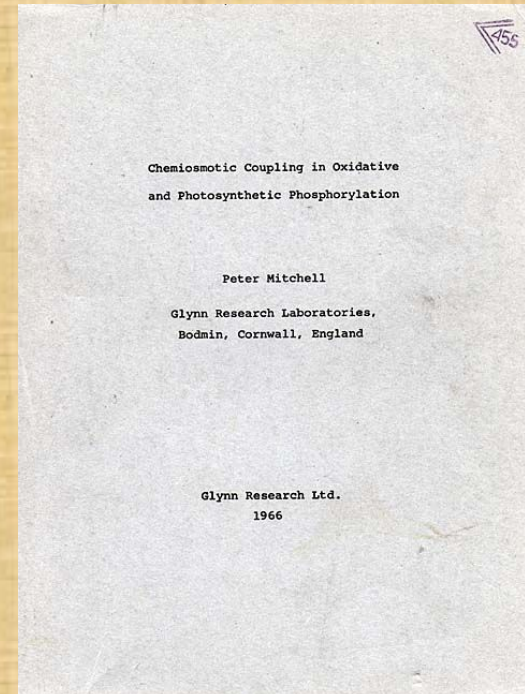 455
Chemiosmotic Coupling in Oxidative
and Photosynthetic Phosphorylation
Peter Mitchell
Glynn Research Laboratories,
Bodmin, Cornwall, England
Glynn Research Ltd.
1966